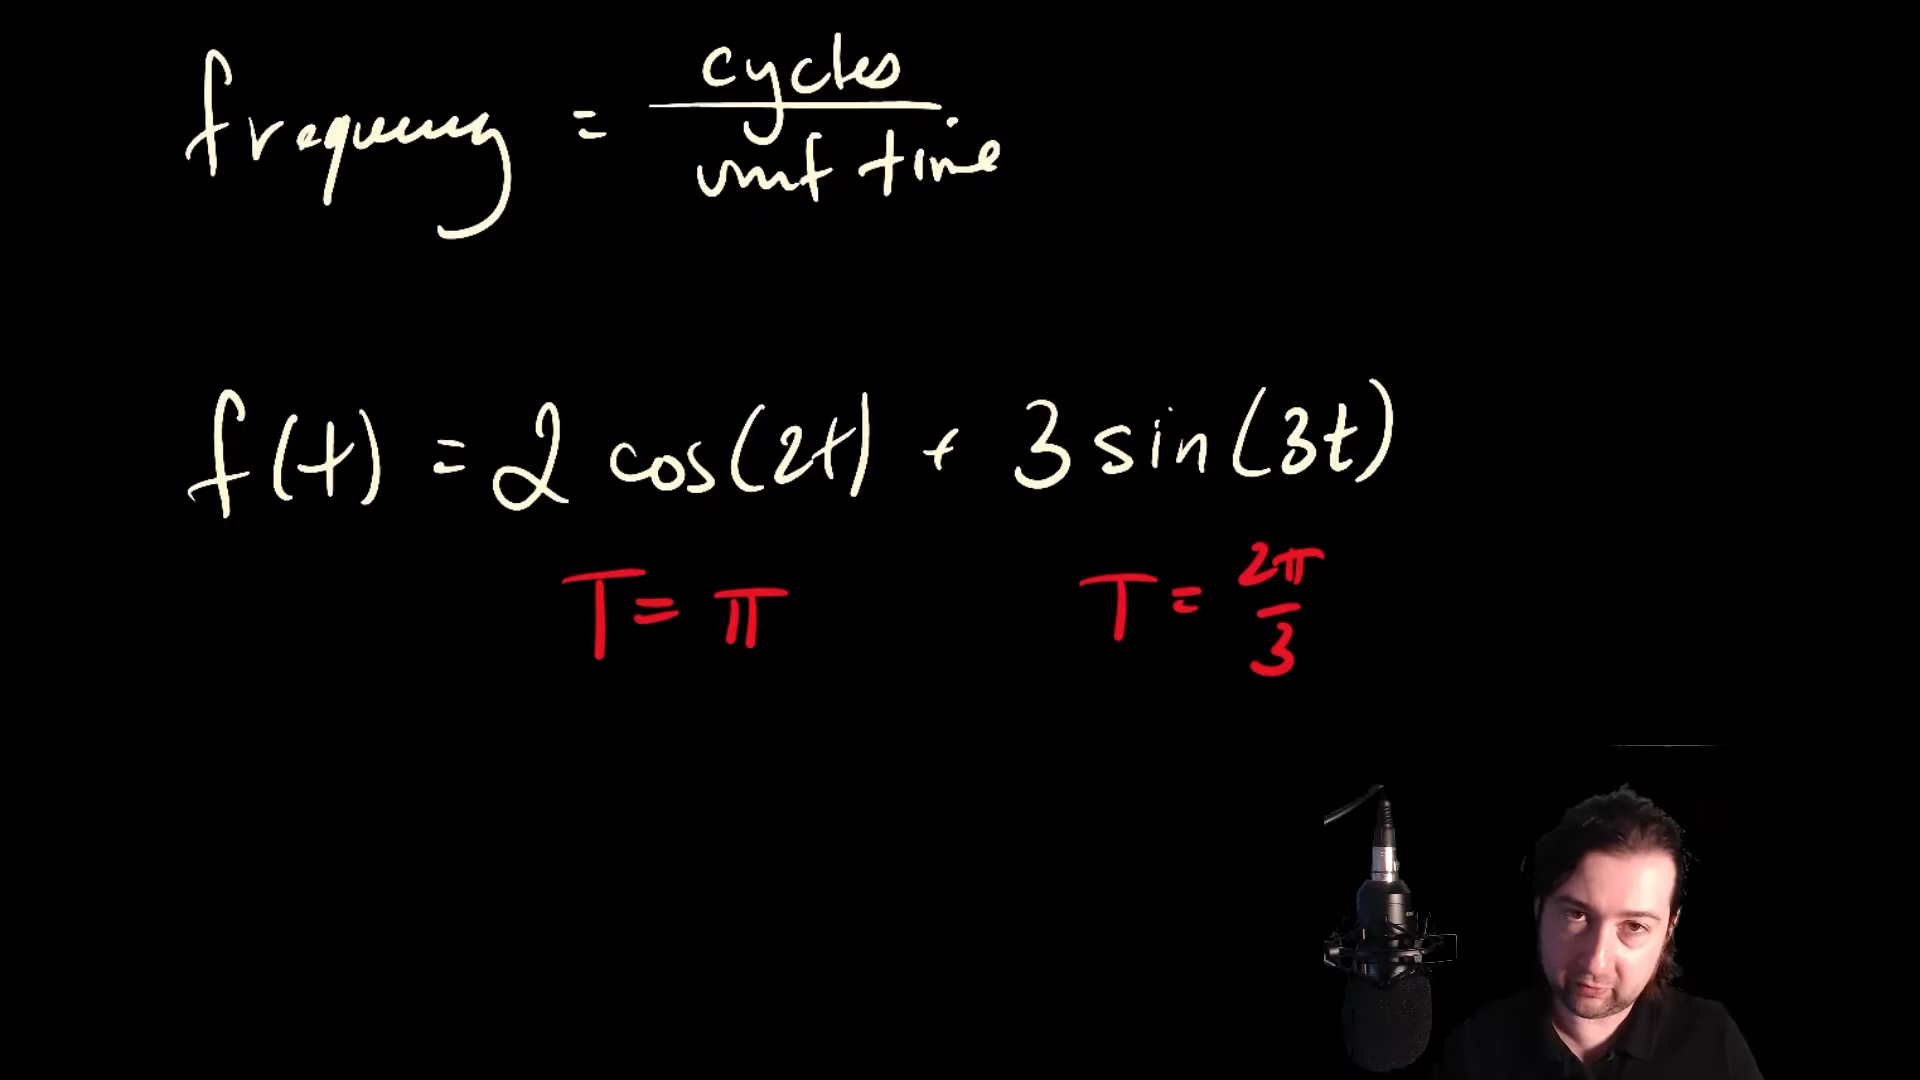 frequency = cycles / unit time
f(t) = 2 cos(2t) + 3 sin(3t)
T = π T = 2π/3